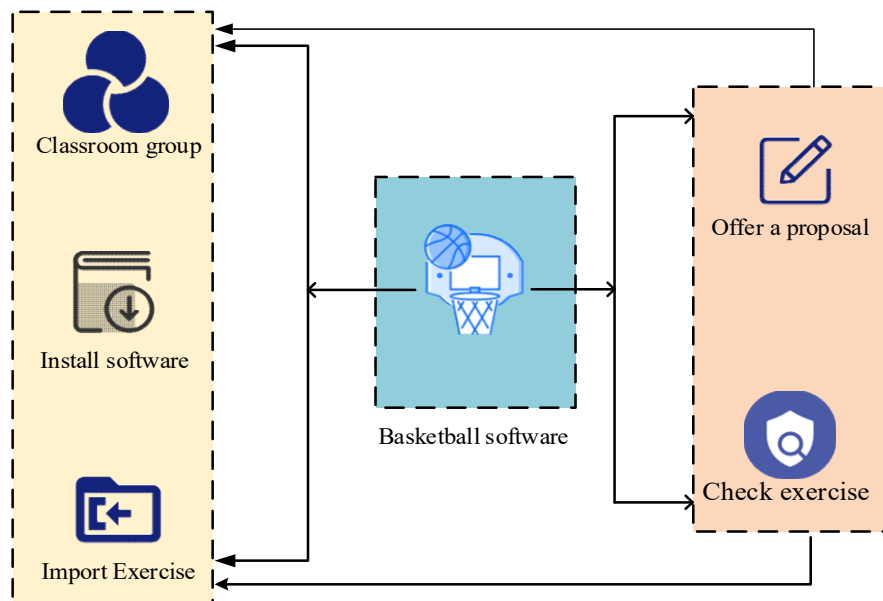 Classroom group
Install software
Import Exercise
Basketball software
Offer a proposal
Check exercise